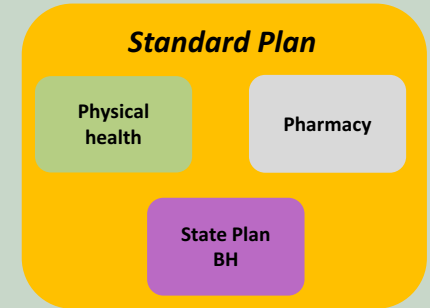 Standard Plan
Physical
health
Pharmacy
State Plan
BH